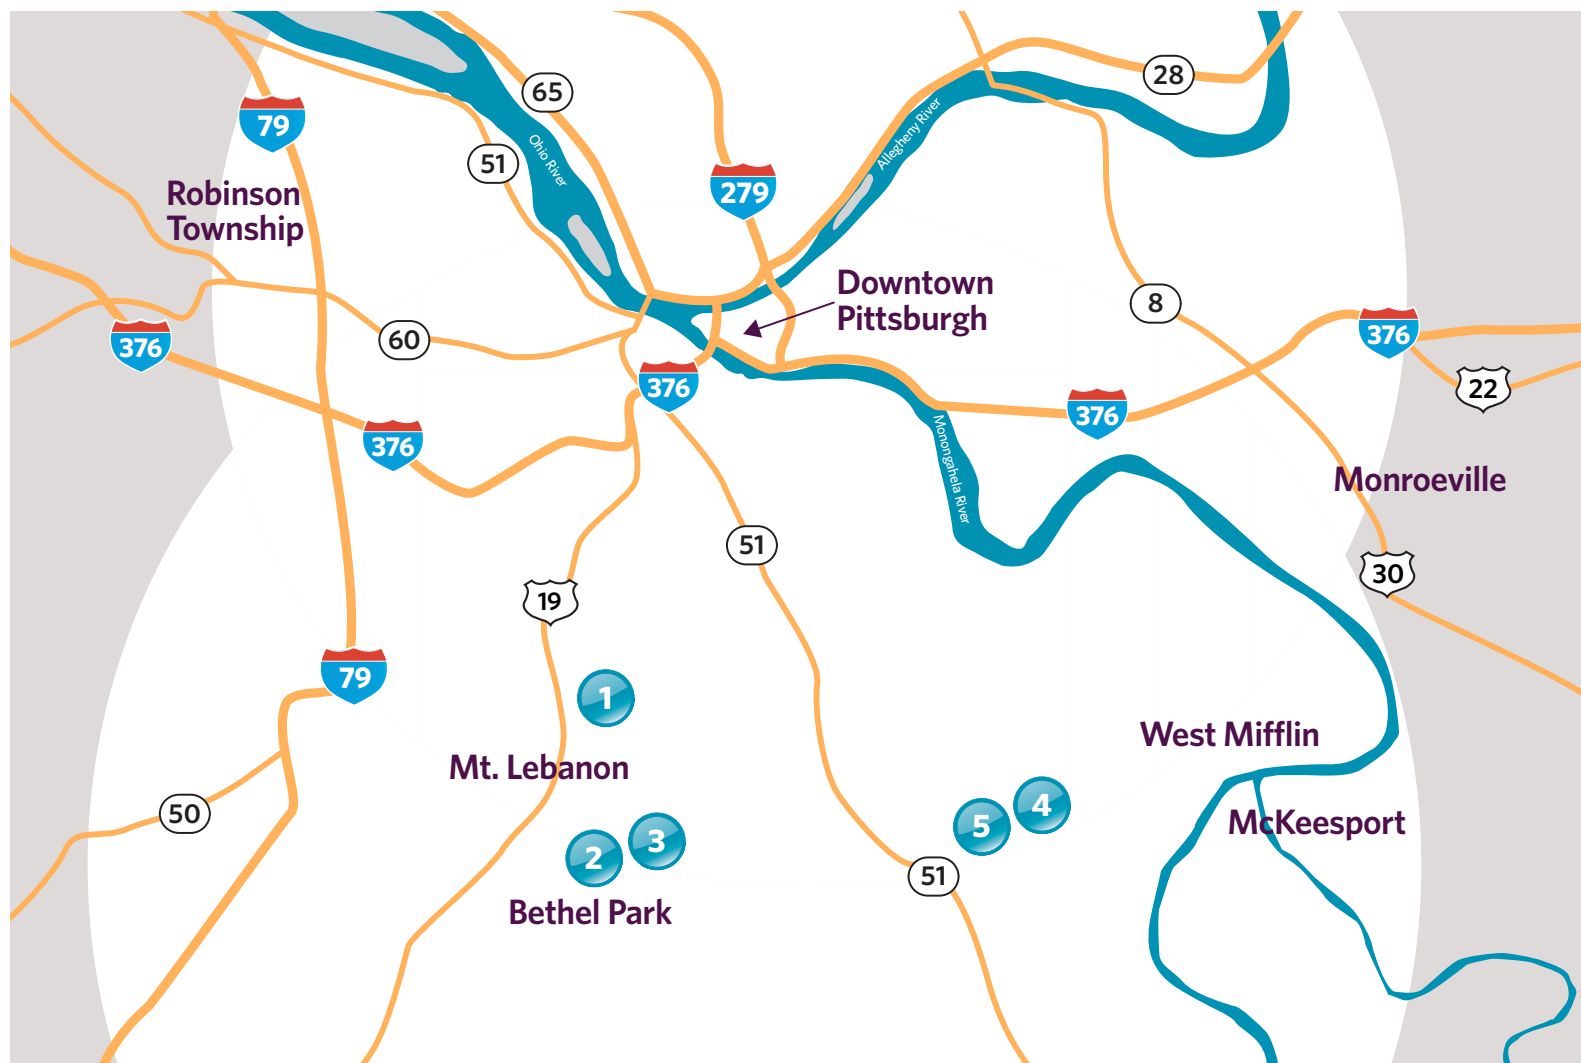 28
65
79
Allegheny River
Ohio River
51
279
Robinson
Township
Downtown
Pittsburgh
8
376
60
376
376
22
376
376
Monongahela River
Monroeville
51
30
19
79
1
West Mifflin
Mt. Lebanon
4
50
McKeesport
5
3
2
51
Bethel Park